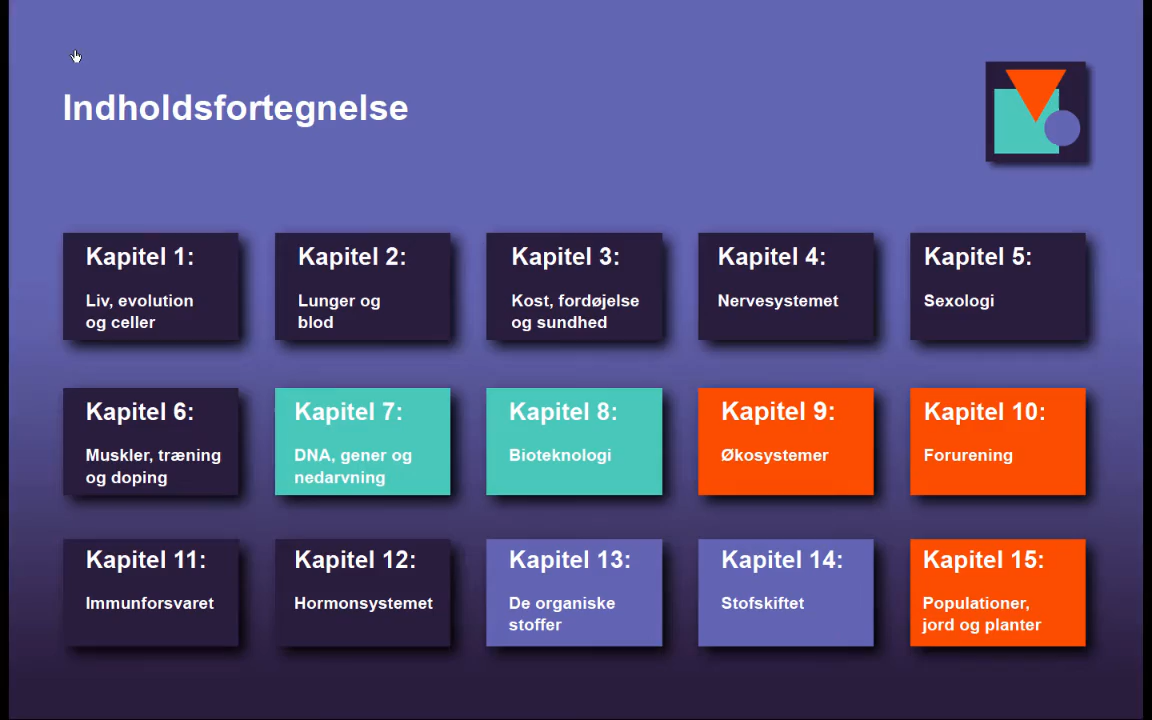 Indholdsfortegnelse
Kapitel 1:
Liv, evolution
og celler
Kapitel 2:
Lunger og
blod
Kapitel 3:
Kost, fordøjelse
og sundhed
Kapitel 4:
Nervesystemet
Kapitel 5:
Sexologi
Kapitel 6:
Muskler, træning
og doping
Kapitel 7:
DNA, gener og
nedarvning
Kapitel 8:
Bioteknologi
Kapitel 9:
Økosystemer
Kapitel 10:
Forurening
Kapitel 11:
Immunforsvaret
Kapitel 12:
Hormonsystemet
Kapitel 13:
De organiske
stoffer
Kapitel 14:
Stofskiftet
Kapitel 15:
Populationer,
jord og planter